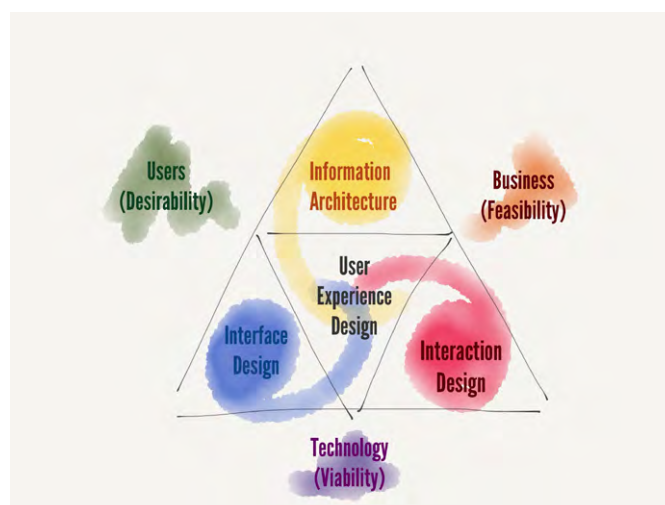 Users
(Desirability)
Information
Architecture
Business
(Feasibility)
User
Experience
Design
Interface
Design
Interaction
Design
Technology
(Viability)